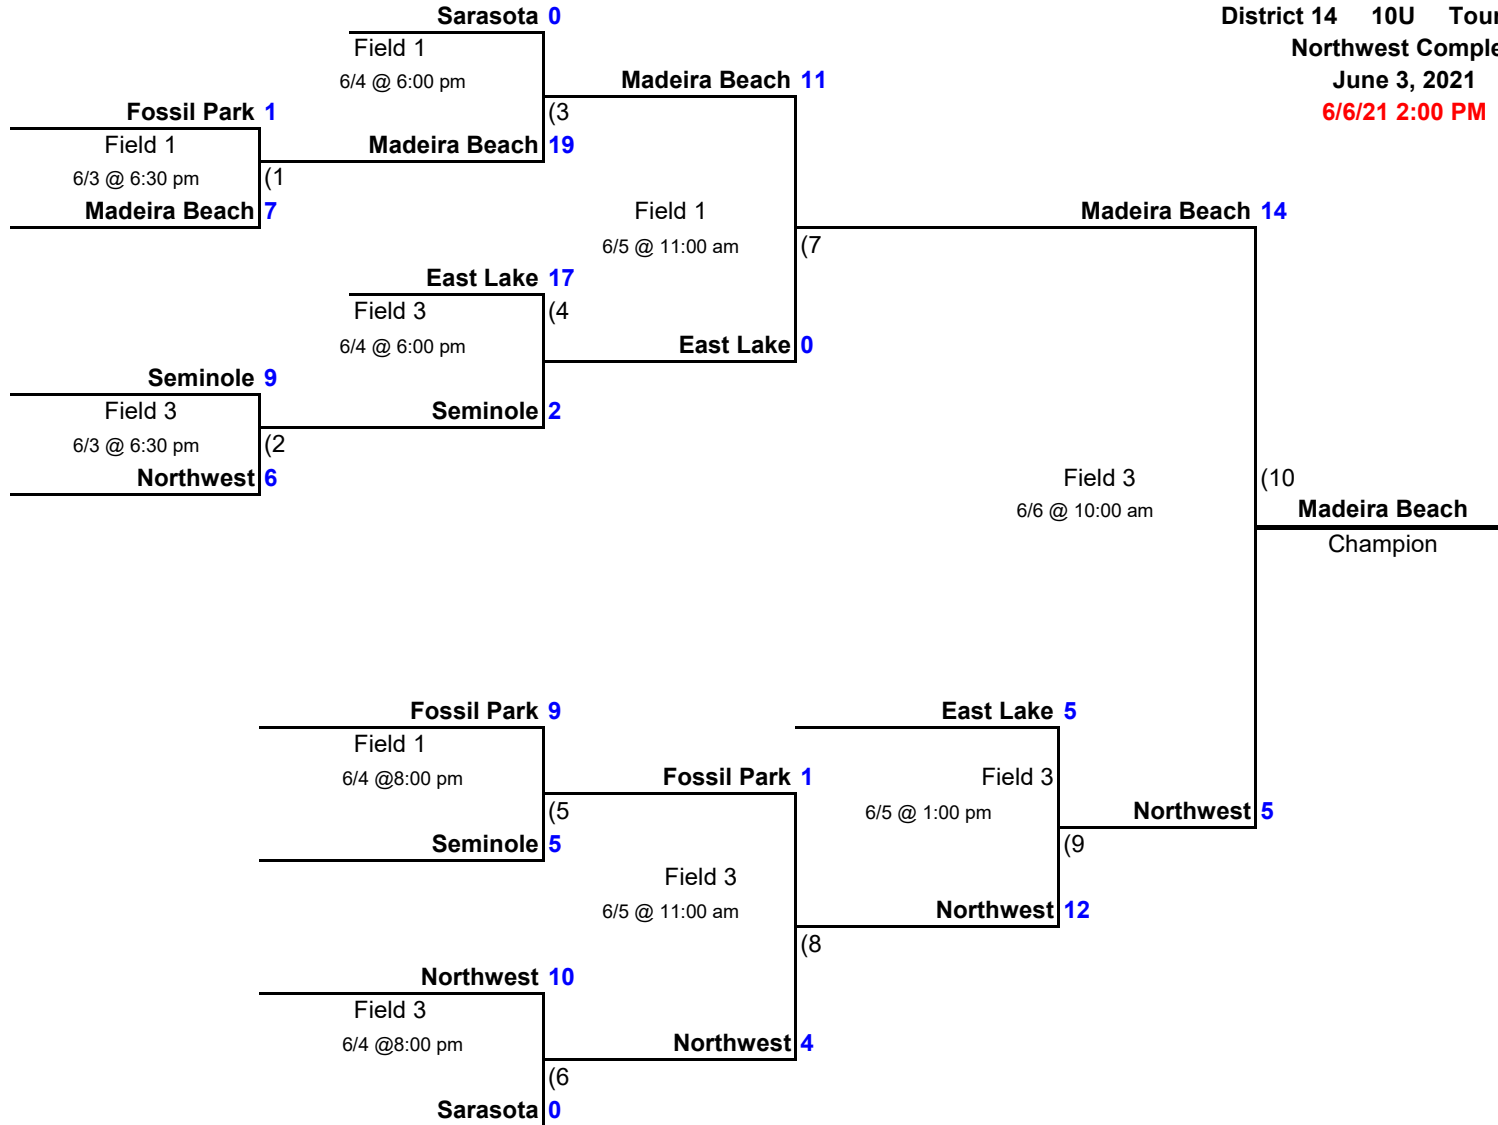 Sarasota 0
District 14 10U
Field 1
Northwest
6/4 @ 6:00 pm
Madeira Beach 11
June 3, 2021
Fossil Park 1
(3
6/6/21 2:00 PM
Field 1
Madeira Beach 19
6/3 @ 6:30 pm
(1
Madeira Beach 7
Field 1
Madeira Beach 14
6/5 @ 11:00 am
(7
East Lake 17
Field 3
(4
6/4 @ 6:00 pm
East Lake 0
Seminole 9
Field 3
Seminole 2
6/3 @ 6:30 pm
(2
Northwest 6
Field 3
(10
6/6 @ 10:00 am
Madeira Beach
Champion
Fossil Park 9
East Lake 5
Field 1
6/4 @8:00 pm
Fossil Park 1
Field 3
(5
6/5 @ 1:00 pm
Northwest 5
Seminole 5
(9
Field 3
6/5 @ 11:00 am
Northwest 12
(8
Northwest 10
Field 3
6/4 @8:00 pm
Northwest 4
(6
Sarasota 0